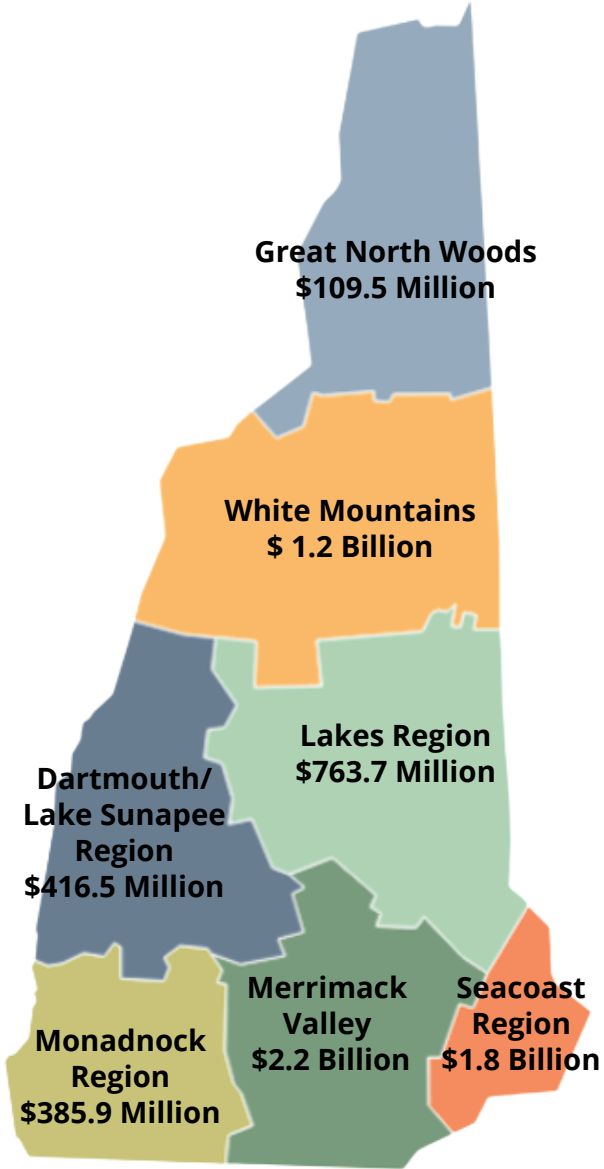 Great North Woods
$109.5 Million
White Mountains
$ 1.2 Billion
Lakes Region
$763.7 Million
Dartmouth/
Lake Sunapee
Region
$416.5 Million
Merrimack
Valley
$2.2 Billion
Seacoast
Region
$1.8 Billion
Monadnock
Region
$385.9 Million